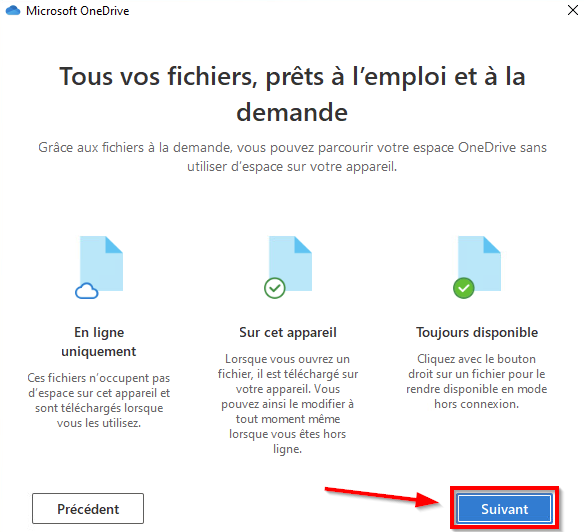 Microsoft OneDrive
Tous vos fichiers, prêts à l’emploi et à la
demande
Grâce aux fichiers à la demande, vous pouvez parcourir votre espace OneDrive sans
utiliser d’espace sur votre appareil.
En ligne
uniquement
Ces fichiers n’occupent pas
d’espace sur cet appareil et
sont téléchargés lorsque
vous les utilisez.
Sur cet appareil
Lorsque vous ouvrez un
fichier, il est téléchargé sur
votre appareil. Vous
pouvez ainsi le modifier à
tout moment même
lorsque vous êtes hors
ligne.
Toujours disponible
Cliquez avec le bouton
droit sur un fichier pour le
rendre disponible en mode
hors connexion.
Précédent
Suivant